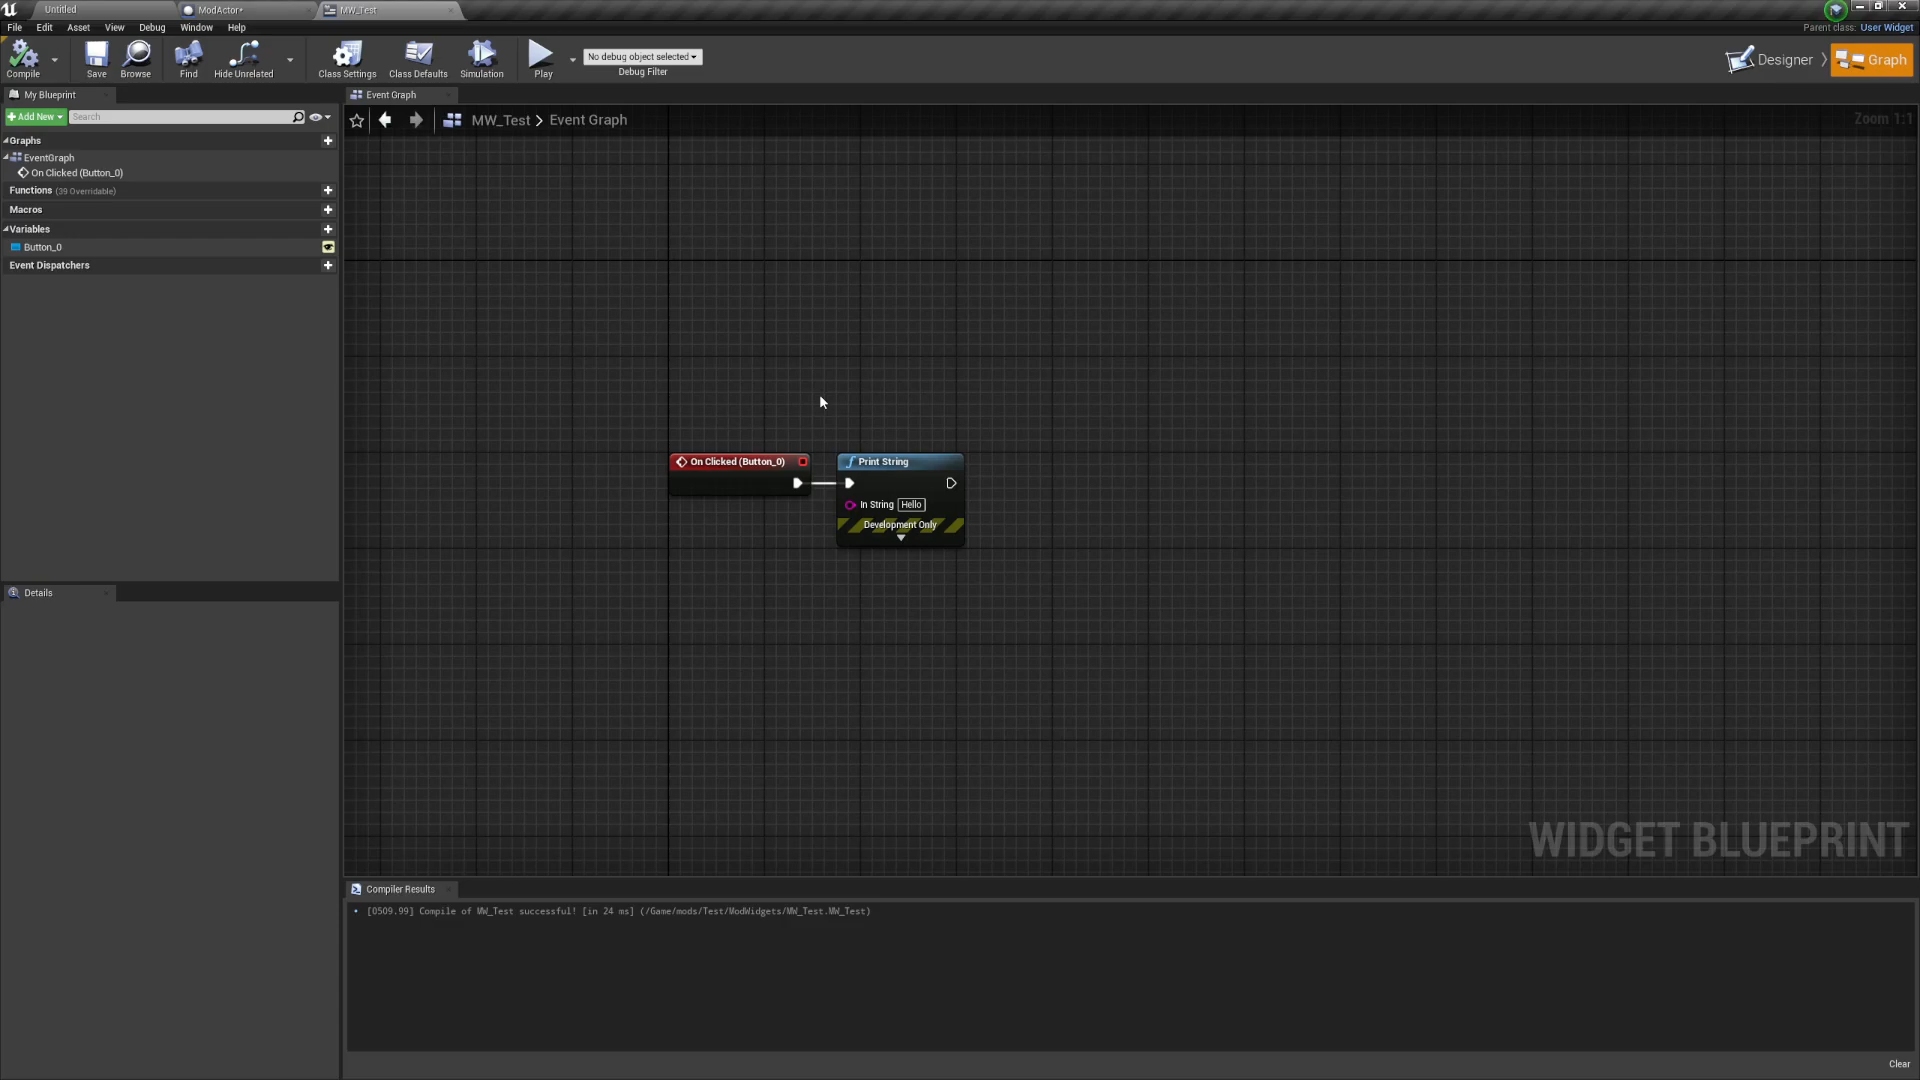 Untitled
ModActor*
MW_Test
File Edit Asset View Debug Window Help
Parent class: User Widget
Compile
Save
Browse
Find
Hide Unrelated
Class Settings
Class Defaults
Simulation
Play
No debug object selected
Debug Filter
Designer
Graph
My Blueprint
Event Graph
Add New
Search
MW_Test > Event Graph
Zoom 1:1
Graphs
EventGraph
On Clicked (Button_0)
Functions (39 Overridable)
Macros
Variables
Button_0
Event Dispatchers
On Clicked (Button_0)
Print String
In String Hello
Development Only
Details
WIDGET BLUEPRINT
Compiler Results
[0509.99] Compile of MW_Test successful! [in 24 ms] (/Game/mods/Test/ModWidgets/MW_Test.MW_Test)
Clear